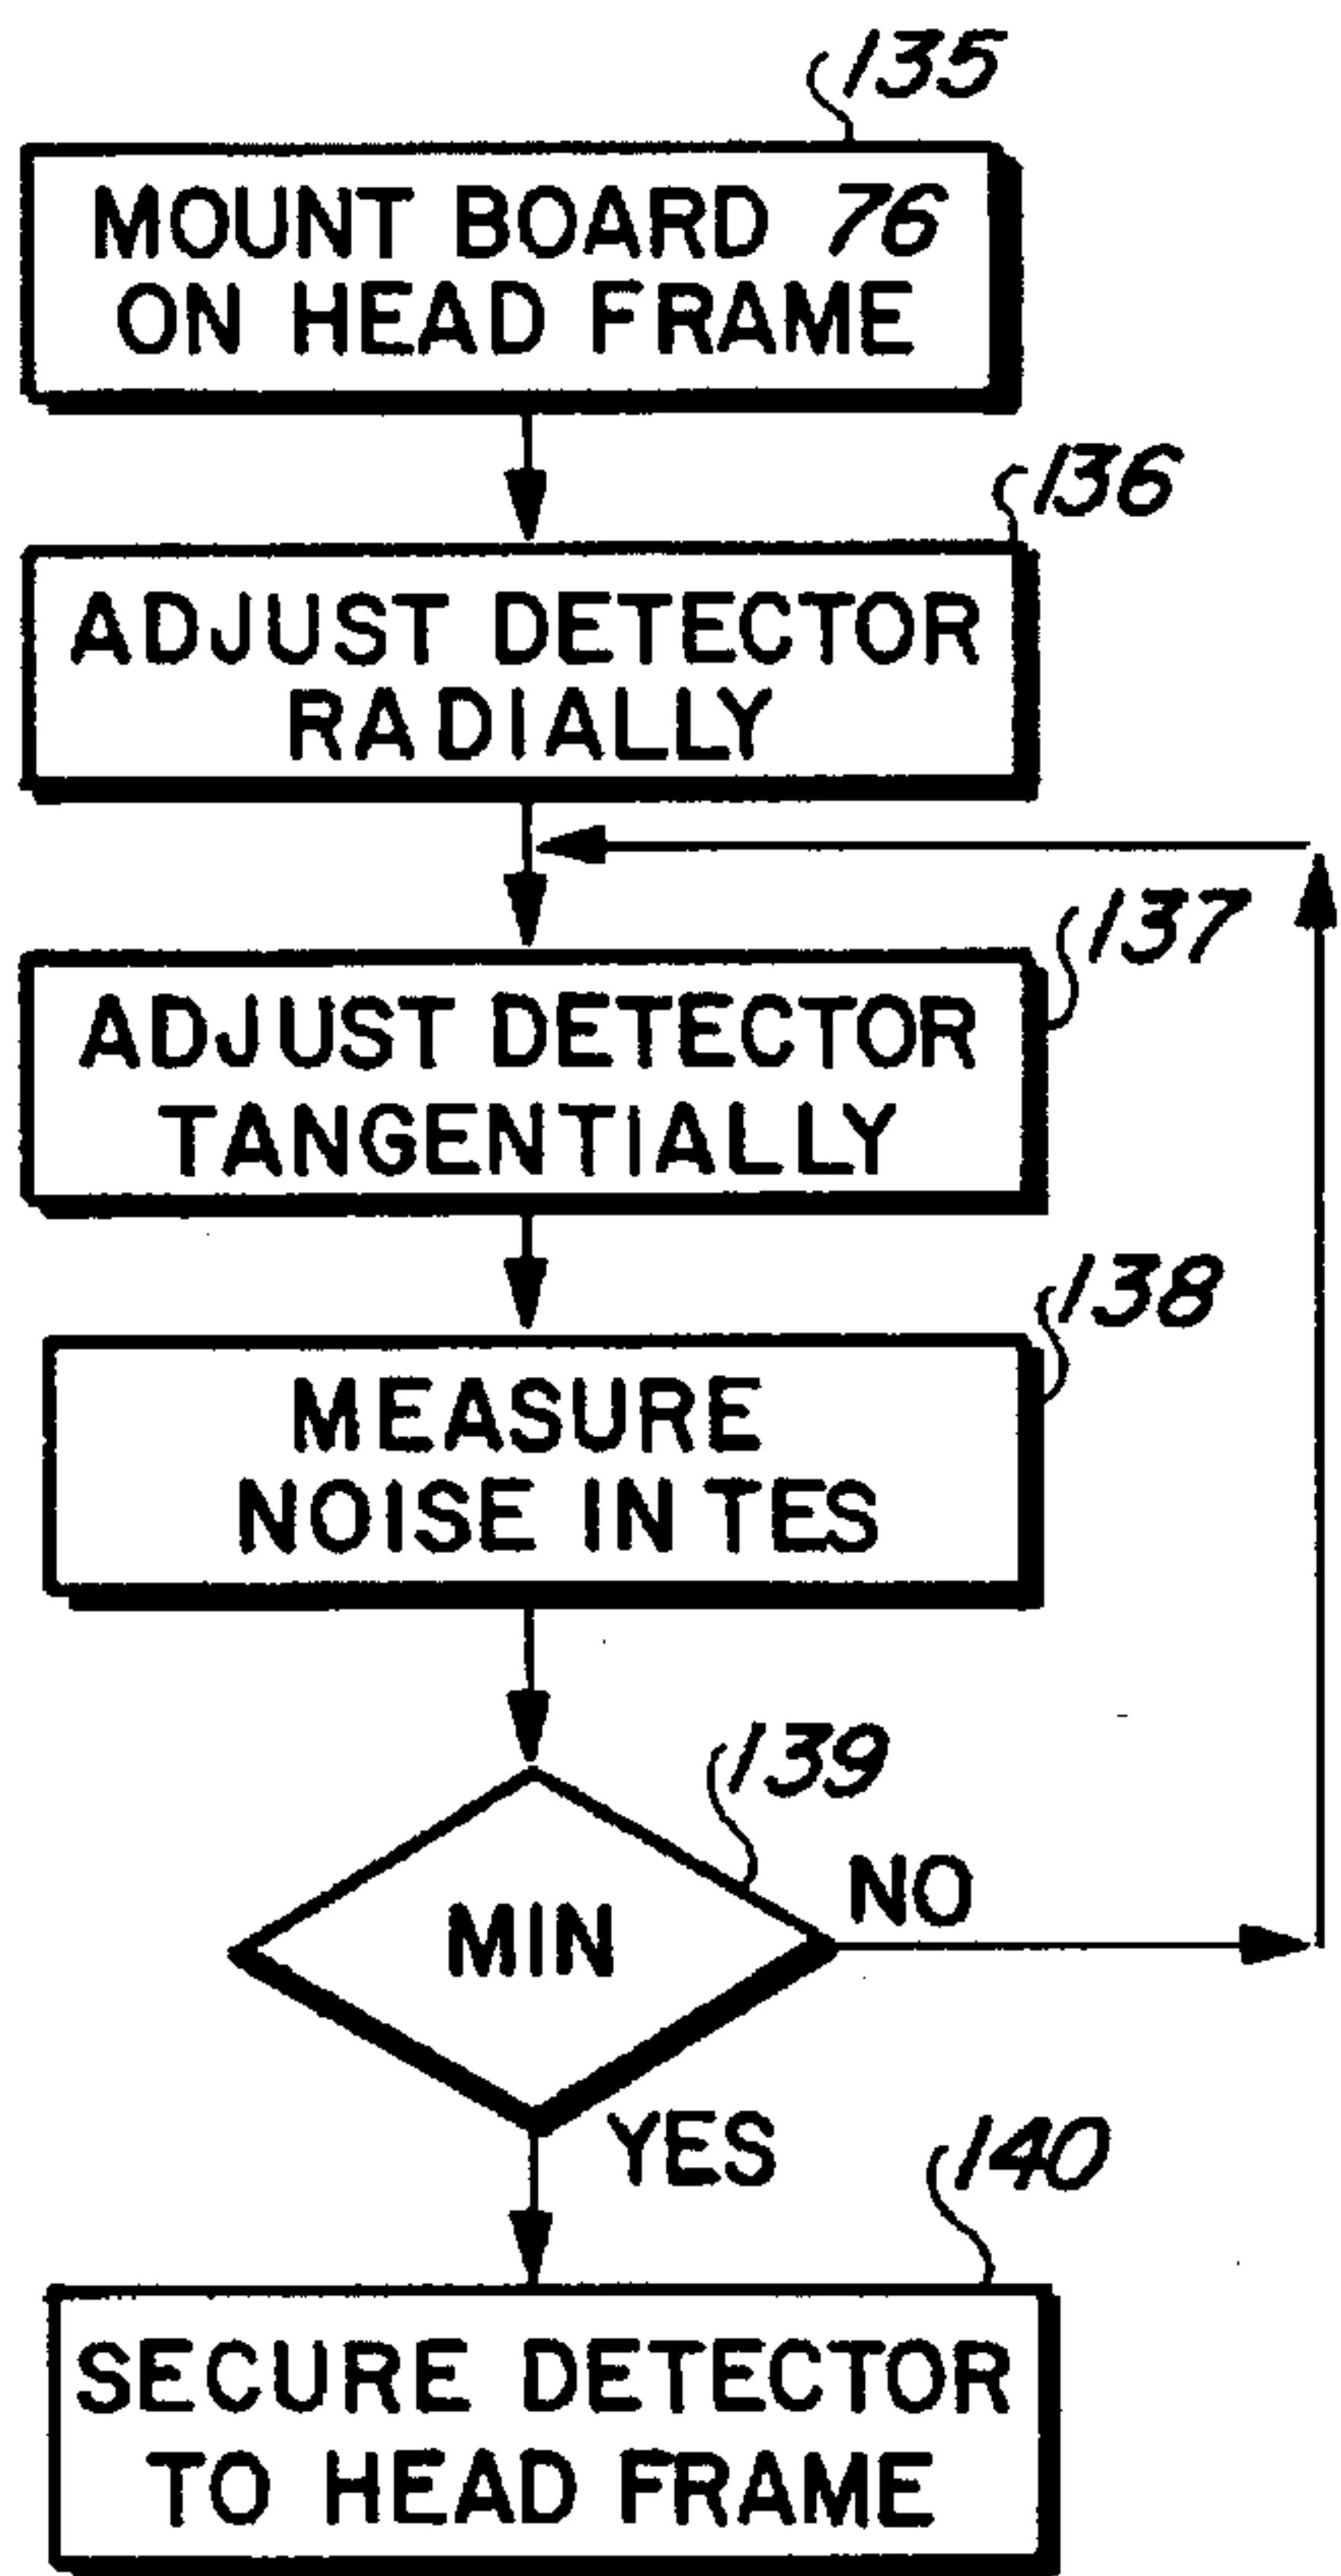 135
MOUNT BOARD 76
ON HEAD FRAME
136
ADJUST DETECTOR
RADIALLY
137
ADJUST DETECTOR
TANGENTIALLY
138
MEASURE
NOISE IN TES
139
MIN
NO
YES
140
SECURE DETECTOR
TO HEAD FRAME